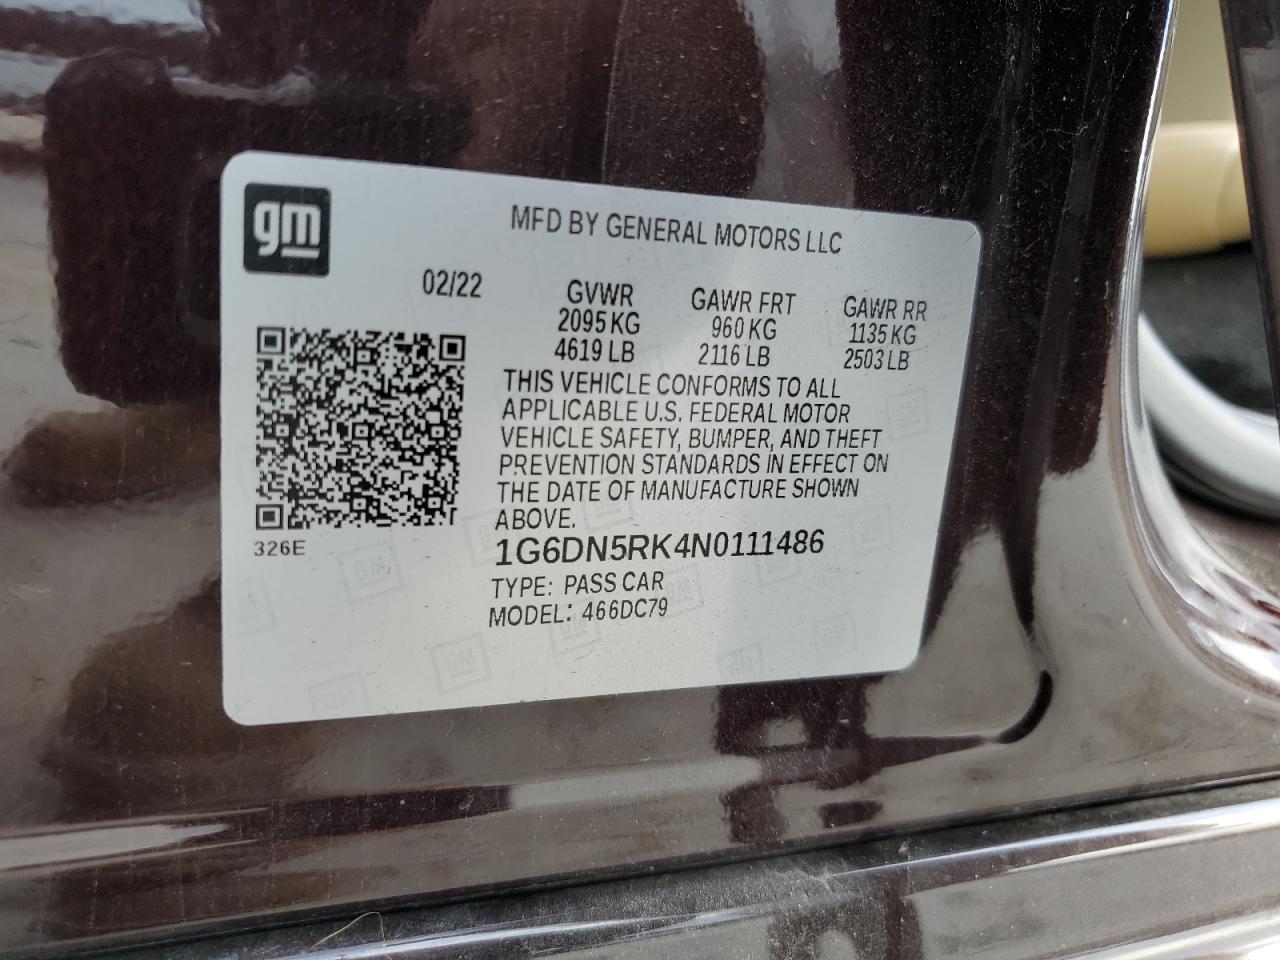 gm
MFD BY GENERAL MOTORS LLC
02/22
GVWR GAWR FRT GAWR RR
2095 KG 960 KG 1135 KG
4619 LB 2116 LB 2503 LB
THIS VEHICLE CONFORMS TO ALL
APPLICABLE U.S. FEDERAL MOTOR
VEHICLE SAFETY, BUMPER, AND THEFT
PREVENTION STANDARDS IN EFFECT ON
THE DATE OF MANUFACTURE SHOWN
ABOVE.
326E
1G6DN5RK4N0111486
TYPE: PASS CAR
MODEL: 466DC79